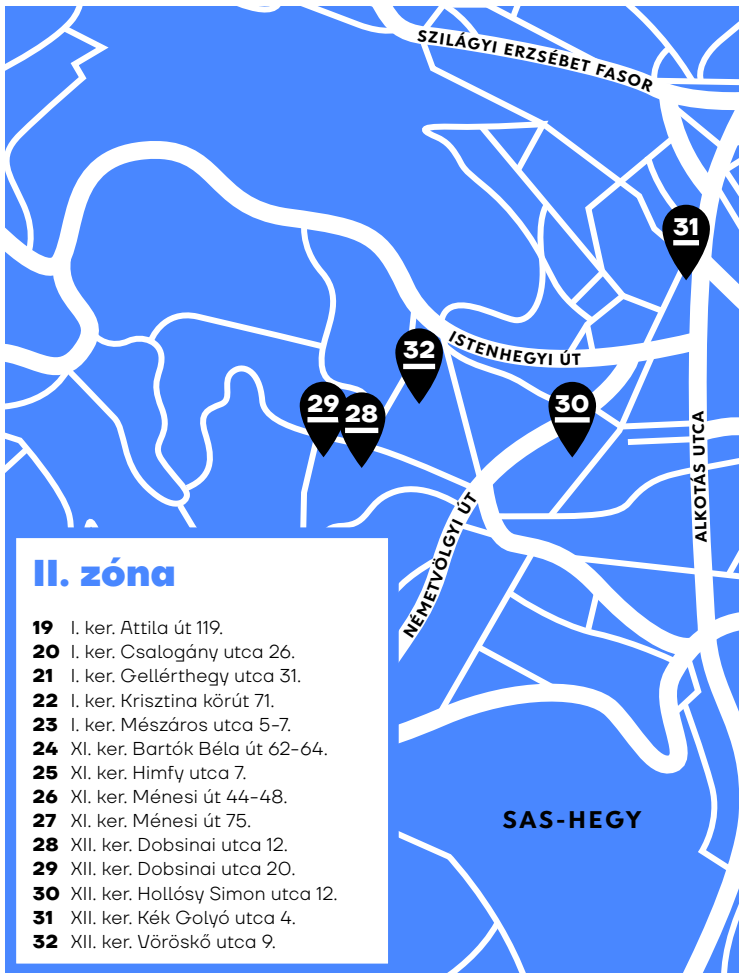 SZILÁGYI ERZSÉBET FASOR
31
ISTENHEGYI ÚT
32
29
28
30
ALKOTÁS UTCA
NÉMETVÖLGYI ÚT
II. zóna
19 I. ker. Attila út 119.
20 I. ker. Csalogány utca 26.
21 I. ker. Gellérthegy utca 31.
22 I. ker. Krisztina körút 71.
23 I. ker. Mészáros utca 5-7.
24 XI. ker. Bartók Béla út 62-64.
25 XI. ker. Himfy utca 7.
26 XI. ker. Ménesi út 44-48.
27 XI. ker. Ménesi út 75.
28 XII. ker. Dobsinai utca 12.
29 XII. ker. Dobsinai utca 20.
30 XII. ker. Hollósy Simon utca 12.
31 XII. ker. Kék Golyó utca 4.
32 XII. ker. Vöröskő utca 9.
SAS-HEGY